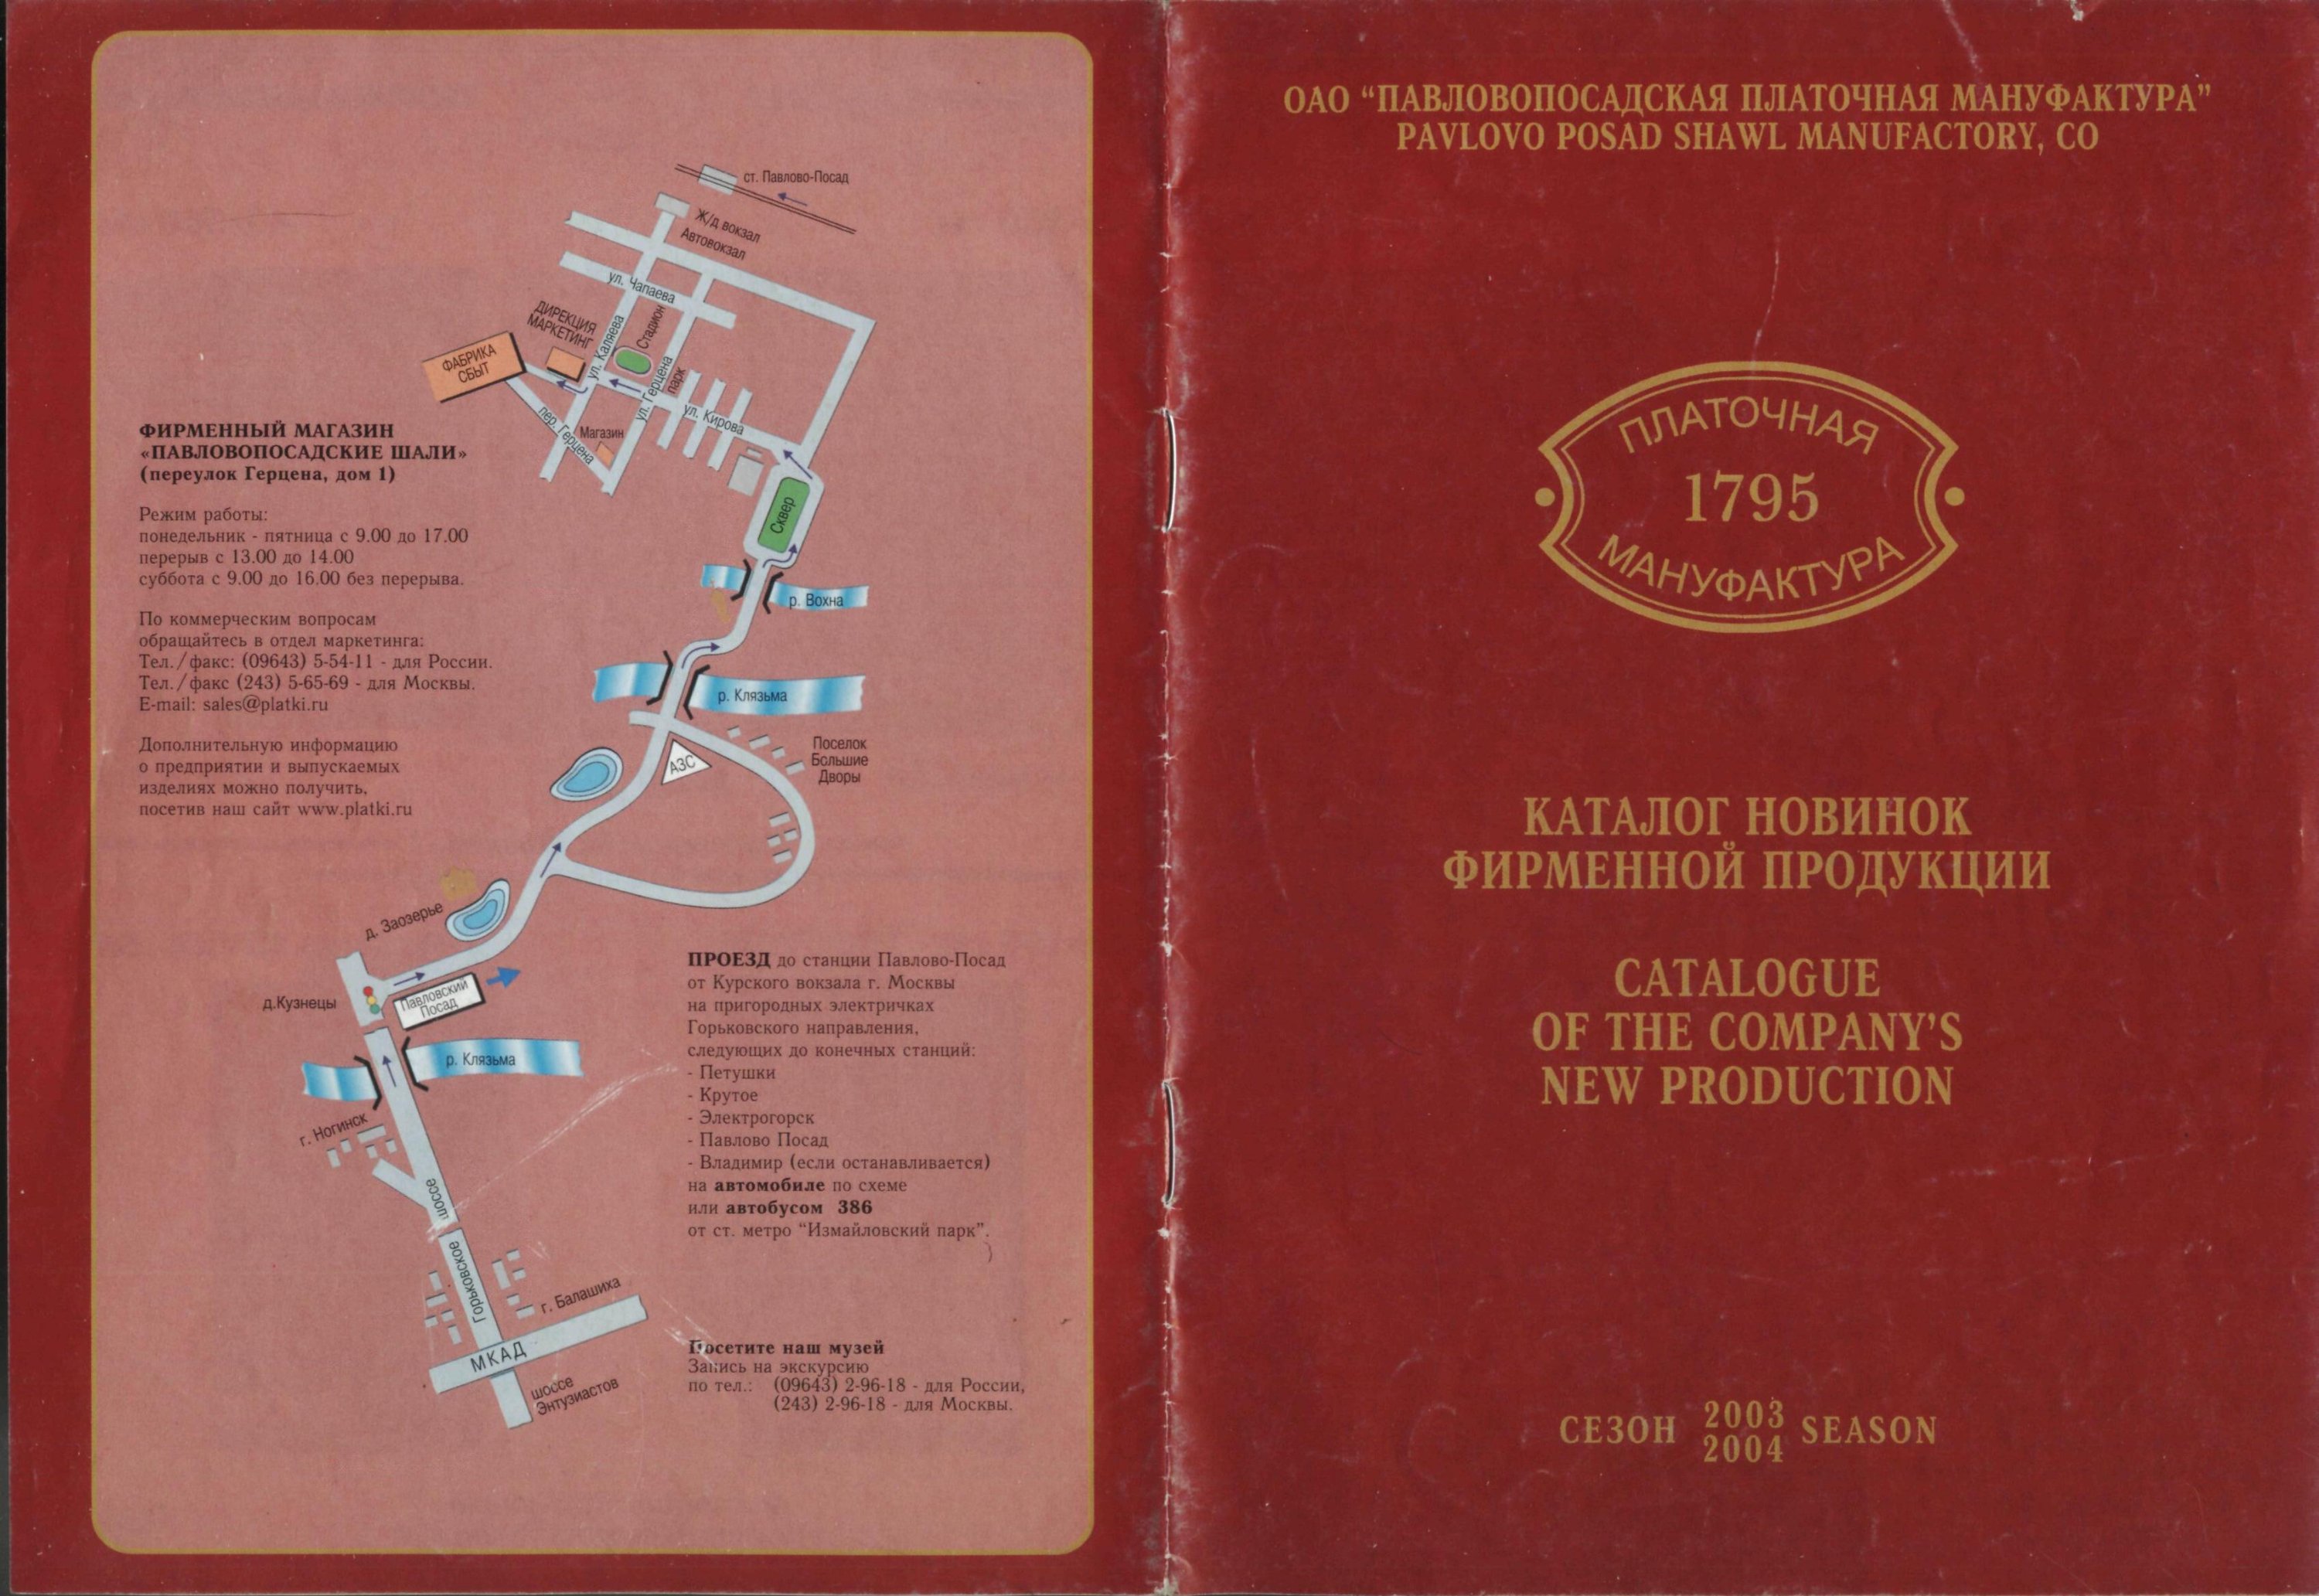 ст. Павлово-Посад
Ж/д вокзал
Автовокзал
ул. Чапаева
ДИРЕКЦИЯ
МАРКЕТИНГ
ул. Каляева
Стадион
ФАБРИКА
СБЫТ
ул. Герцена
парк
ул. Кирова
пер. Герцена
Магазин
Сквер
р. Вохна
р. Клязьма
АЗС
Поселок
Большие
Дворы
ФИРМЕННЫЙ МАГАЗИН
«ПАВЛОВОПОСАДСКИЕ ШАЛИ»
(переулок Герцена, дом 1)
Режим работы:
понедельник - пятница с 9.00 до 17.00
перерыв с 13.00 до 14.00
суббота с 9.00 до 16.00 без перерыва.
По коммерческим вопросам
обращайтесь в отдел маркетинга:
Тел./факс: (09643) 5-54-11 - для России.
Тел./факс (243) 5-65-69 - для Москвы.
E-mail: sales@platki.ru
Дополнительную информацию
о предприятии и выпускаемых
изделиях можно получить,
посетив наш сайт www.platki.ru
д. Заозерье
д.Кузнецы
Павловский
Посад
р. Клязьма
г. Ногинск
Горьковское шоссе
г. Балашиха
МКАД
шоссе
Энтузиастов
ПРОЕЗД до станции Павлово-Посад
от Курского вокзала г. Москвы
на пригородных электричках
Горьковского направления,
следующих до конечных станций:
- Петушки
- Крутое
- Электрогорск
- Павлово Посад
- Владимир (если останавливается)
на автомобиле по схеме
или автобусом 386
от ст. метро “Измайловский парк”.
Посетите наш музей
Запись на экскурсию
по тел.: (09643) 2-96-18 - для России,
(243) 2-96-18 - для Москвы.
ОАО “ПАВЛОВОПОСАДСКАЯ ПЛАТОЧНАЯ МАНУФАКТУРА”
PAVLOVO POSAD SHAWL MANUFACTORY, CO
ПЛАТОЧНАЯ
1795
МАНУФАКТУРА
КАТАЛОГ НОВИНОК
ФИРМЕННОЙ ПРОДУКЦИИ
CATALOGUE
OF THE COMPANY'S
NEW PRODUCTION
СЕЗОН 2003 SEASON
2004